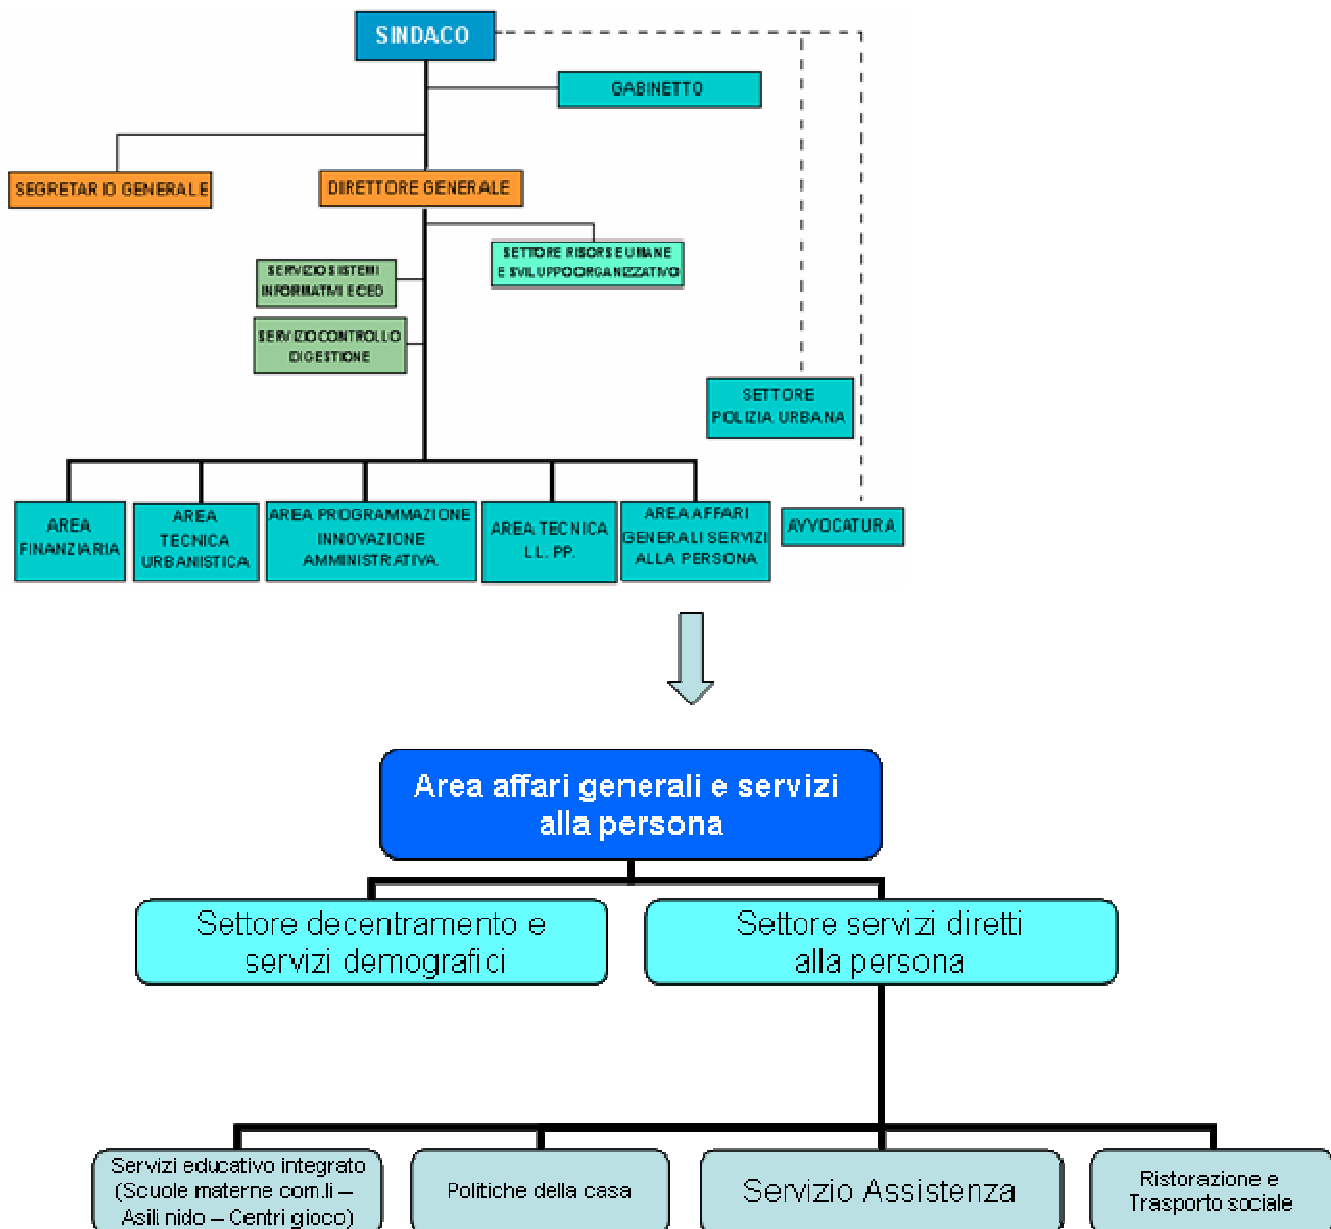 SINDACO
GABINETTO
SEGRETARIO GENERALE
DIRETTORE GENERALE
SETTORE RISORSE UMANE
E SVILUPPO ORGANIZZATIVO
SERVIZIO SISTEMI
INFORMATIVI E CED
SERVIZIO CONTROLLO
DI GESTIONE
SETTORE
POLIZIA URBANA
AREA
FINANZIARIA
AREA
TECNICA
URBANISTICA
AREA PROGRAMMAZIONE
INNOVAZIONE
AMMINISTRATIVA
AREA TECNICA
LL. PP.
AREA AFFARI
GENERALI SERVIZI
ALLA PERSONA
AVVOCATURA
Area affari generali e servizi
alla persona
Settore decentramento e
servizi demografici
Settore servizi diretti
alla persona
Servizi educativo integrato
(Scuole materne com.li –
Asili nido – Centri gioco)
Politiche della casa
Servizio Assistenza
Ristorazione e
Trasporto sociale